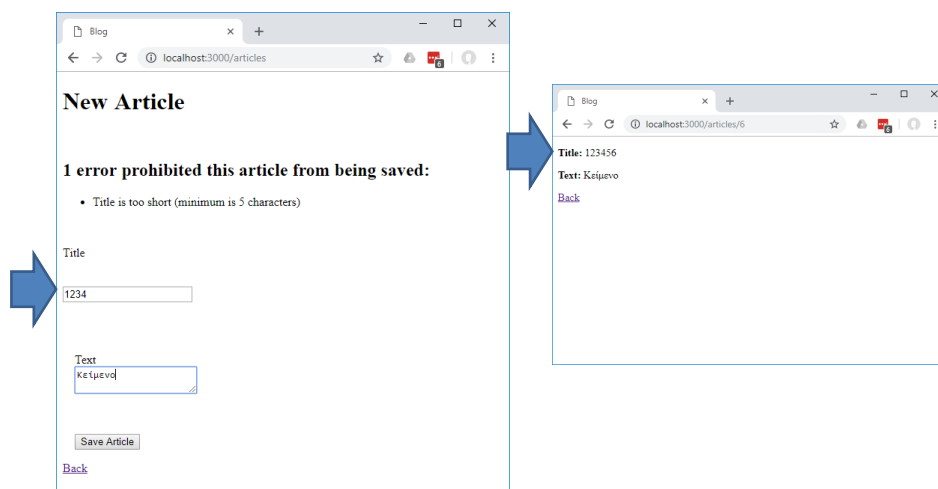 Blog
localhost:3000/articles
6
New Article
1 error prohibited this article from being saved:
Title is too short (minimum is 5 characters)
Title
1234
Text
Κείμενο
Save Article
Back
Blog
localhost:3000/articles/6
6
Title: 123456
Text: Κείμενο
Back